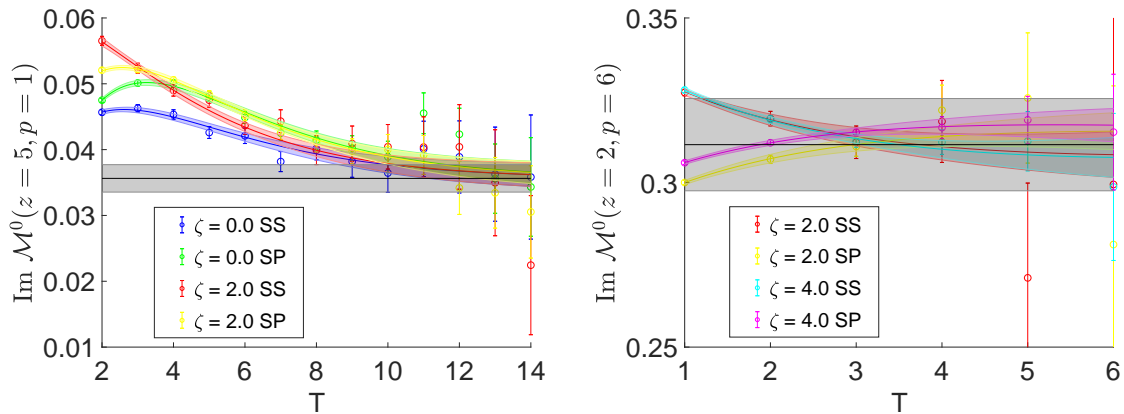 0.06
0.05
0.04
0.03
0.02
0.01
2 4 6 8 10 12 14
T
Im ℳ⁰(z = 5, p = 1)
ζ = 0.0 SS
ζ = 0.0 SP
ζ = 2.0 SS
ζ = 2.0 SP
0.35
0.3
0.25
1 2 3 4 5 6
T
Im ℳ⁰(z = 2, p = 6)
ζ = 2.0 SS
ζ = 2.0 SP
ζ = 4.0 SS
ζ = 4.0 SP